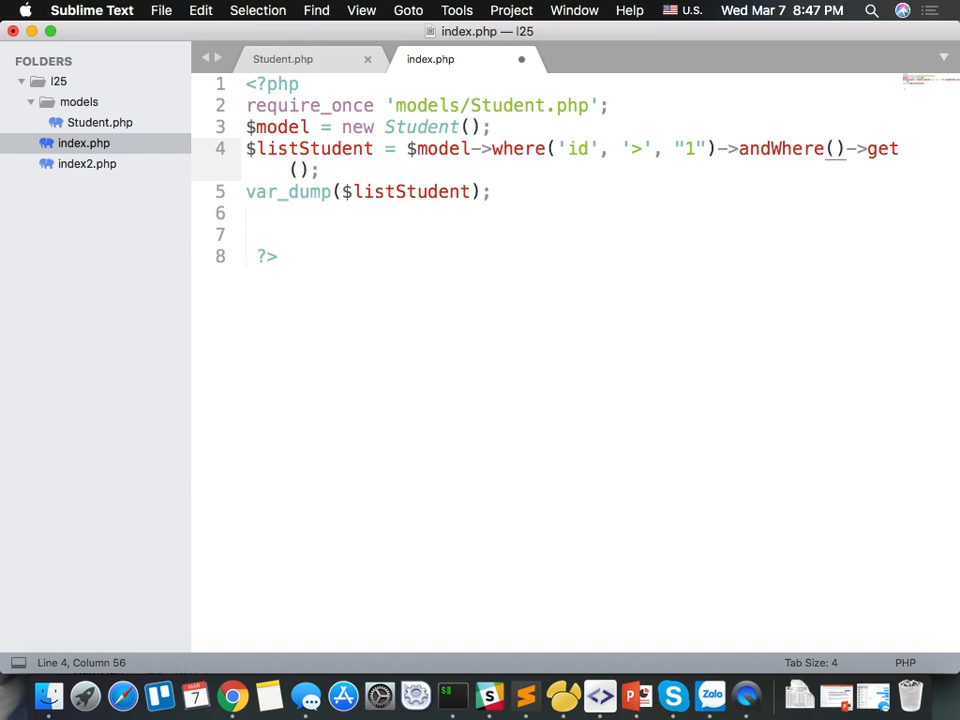 Sublime Text File Edit Selection Find View Goto Tools Project Window Help U.S. Wed Mar 7 8:47 PM
index.php — l25
FOLDERS
l25
models
Student.php
index.php
index2.php
Student.php × index.php
1 <?php
2 require_once 'models/Student.php';
3 $model = new Student();
4 $listStudent = $model->where('id', '>', "1")->andWhere()->get
();
5 var_dump($listStudent);
6
7
8 ?>
Line 4, Column 56 Tab Size: 4 PHP
MAR
7
Zalo